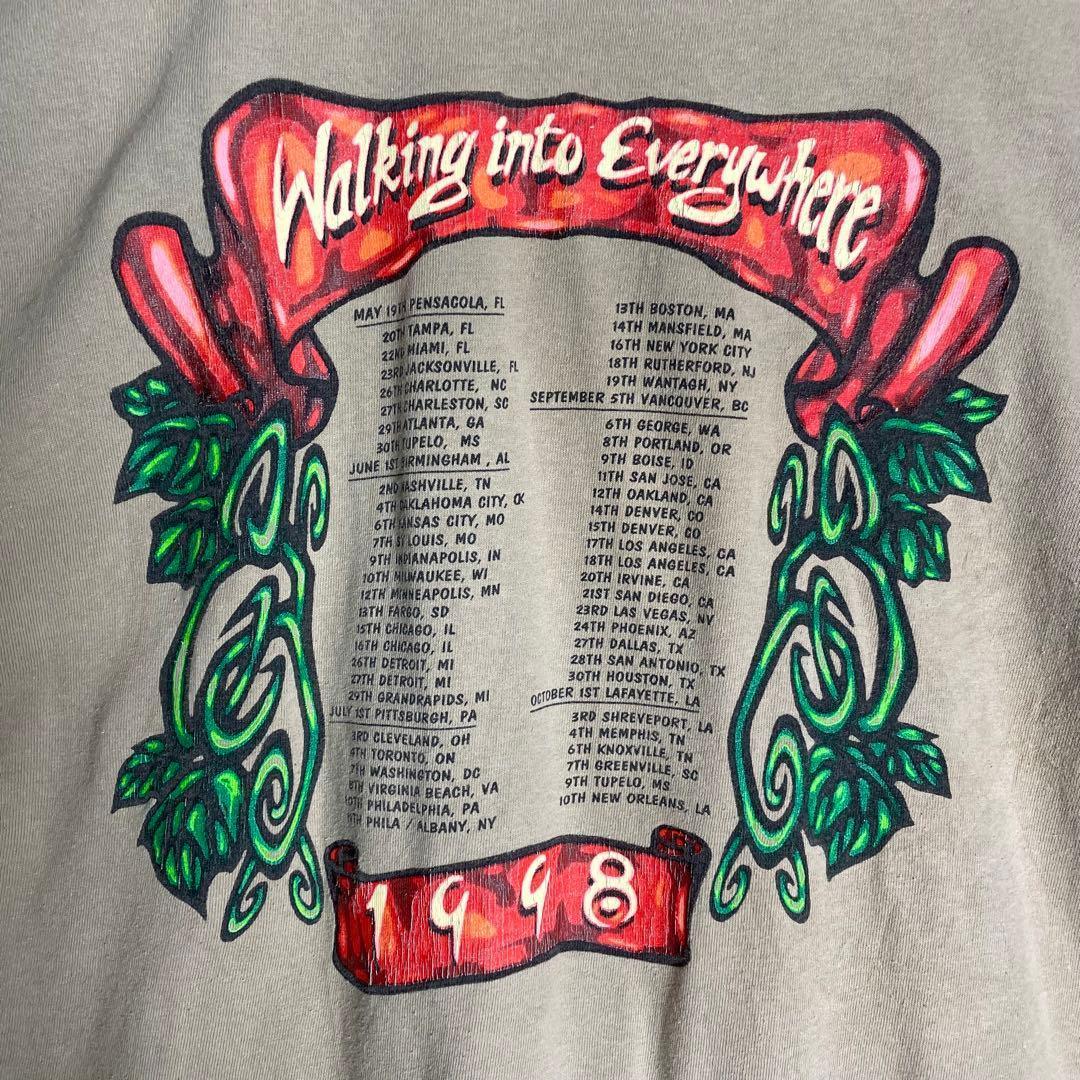 Walking into Everywhere
MAY 19TH PENSACOLA, FL
20TH TAMPA, FL
22ND MIAMI, FL
23RD JACKSONVILLE, FL
26TH CHARLOTTE, NC
27TH CHARLESTON, SC
29TH ATLANTA, GA
30TH TUPELO, MS
JUNE 1ST BIRMINGHAM, AL
2ND NASHVILLE, TN
4TH OAKLAHOMA CITY, OK
6TH KANSAS CITY, MO
7TH ST LOUIS, MO
9TH INDIANAPOLIS, IN
10TH MILWAUKEE, WI
12TH MINNEAPOLIS, MN
13TH FARGO, SD
15TH CHICAGO, IL
16TH CHICAGO, IL
26TH DETROIT, MI
27TH DETROIT, MI
29TH GRANDRAPIDS, MI
JULY 1ST PITTSBURGH, PA
3RD CLEVELAND, OH
4TH TORONTO, ON
7TH WASHINGTON, DC
8TH VIRGINIA BEACH, VA
10TH PHILADELPHIA, PA
11TH PHILA / ALBANY, NY
13TH BOSTON, MA
14TH MANSFIELD, MA
16TH NEW YORK CITY
18TH RUTHERFORD, NJ
19TH WANTAGH, NY
SEPTEMBER 5TH VANCOUVER, BC
6TH GEORGE, WA
8TH PORTLAND, OR
9TH BOISE, ID
11TH SAN JOSE, CA
12TH OAKLAND, CA
14TH DENVER, CO
15TH DENVER, CO
17TH LOS ANGELES, CA
18TH LOS ANGELES, CA
20TH IRVINE, CA
21ST SAN DIEGO, CA
23RD LAS VEGAS, NV
24TH PHOENIX, AZ
27TH DALLAS, TX
28TH SAN ANTONIO, TX
30TH HOUSTON, TX
OCTOBER 1ST LAFAYETTE, LA
3RD SHREVEPORT, LA
4TH MEMPHIS, TN
6TH KNOXVILLE, TN
7TH GREENVILLE, SC
9TH TUPELO, MS
10TH NEW ORLEANS, LA
1998